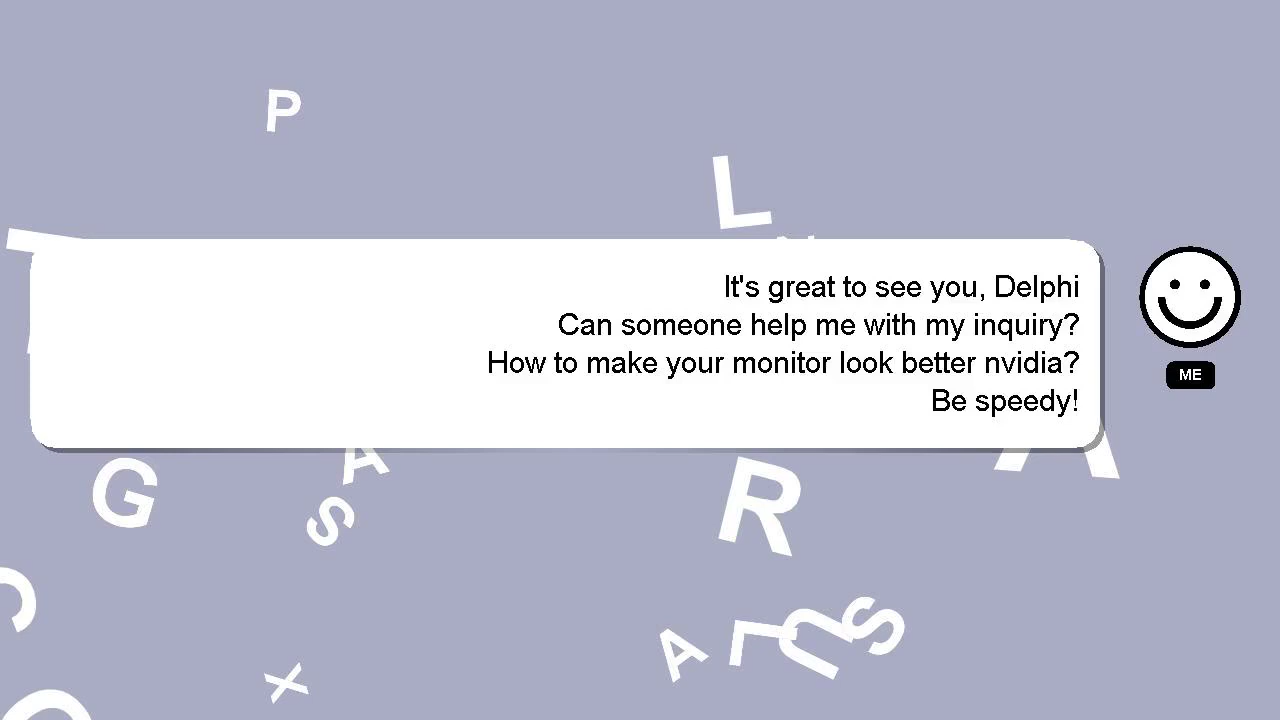 P
L
T
It's great to see you, Delphi
Can someone help me with my inquiry?
How to make your monitor look better nvidia?
Be speedy!
ME
G
A
S
R
A
C
A
L
U
S
X